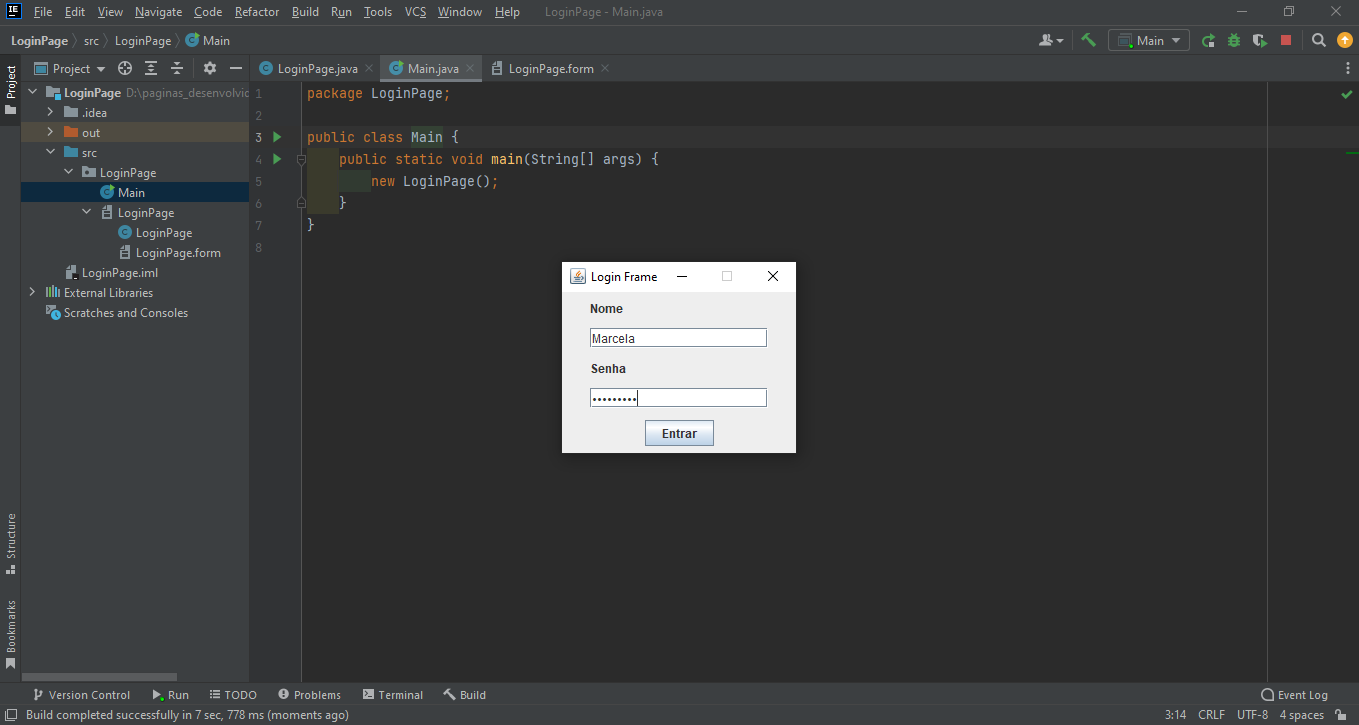 IE File Edit View Navigate Code Refactor Build Run Tools VCS Window Help LoginPage - Main.java
LoginPage src LoginPage Main
Main
Project
Project
LoginPage.java Main.java LoginPage.form
LoginPage D:\paginas_desenvolvic
.idea
out
src
LoginPage
Main
LoginPage
LoginPage
LoginPage.form
LoginPage.iml
External Libraries
Scratches and Consoles
1 package LoginPage;
2
3 public class Main {
4 public static void main(String[] args) {
5 new LoginPage();
6 }
7 }
8
Login Frame
Nome
Marcela
Senha
•••••••••
Entrar
Structure
Bookmarks
Version Control Run TODO Problems Terminal Build Event Log
Build completed successfully in 7 sec, 778 ms (moments ago) 3:14 CRLF UTF-8 4 spaces